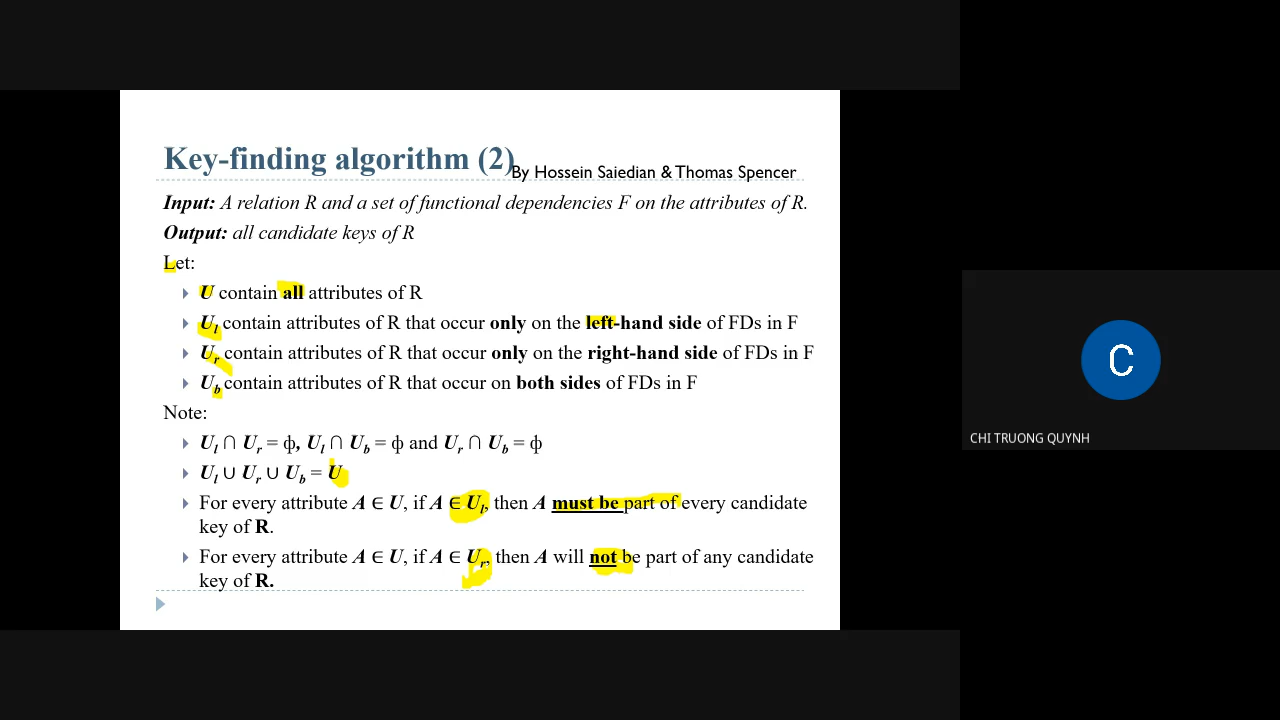 Key-finding algorithm (2)
By Hossein Saiedian & Thomas Spencer
Input: A relation R and a set of functional dependencies F on the attributes of R.
Output: all candidate keys of R
Let:
U contain all attributes of R
Uₗ contain attributes of R that occur only on the left-hand side of FDs in F
Uᵣ contain attributes of R that occur only on the right-hand side of FDs in F
U_b contain attributes of R that occur on both sides of FDs in F
Note:
Uₗ ∩ Uᵣ = ф, Uₗ ∩ U_b = ф and Uᵣ ∩ U_b = ф
Uₗ ∪ Uᵣ ∪ U_b = U
For every attribute A ∈ U, if A ∈ Uₗ, then A must be part of every candidate
key of R.
For every attribute A ∈ U, if A ∈ Uᵣ, then A will not be part of any candidate
key of R.
C
CHI TRUONG QUYNH